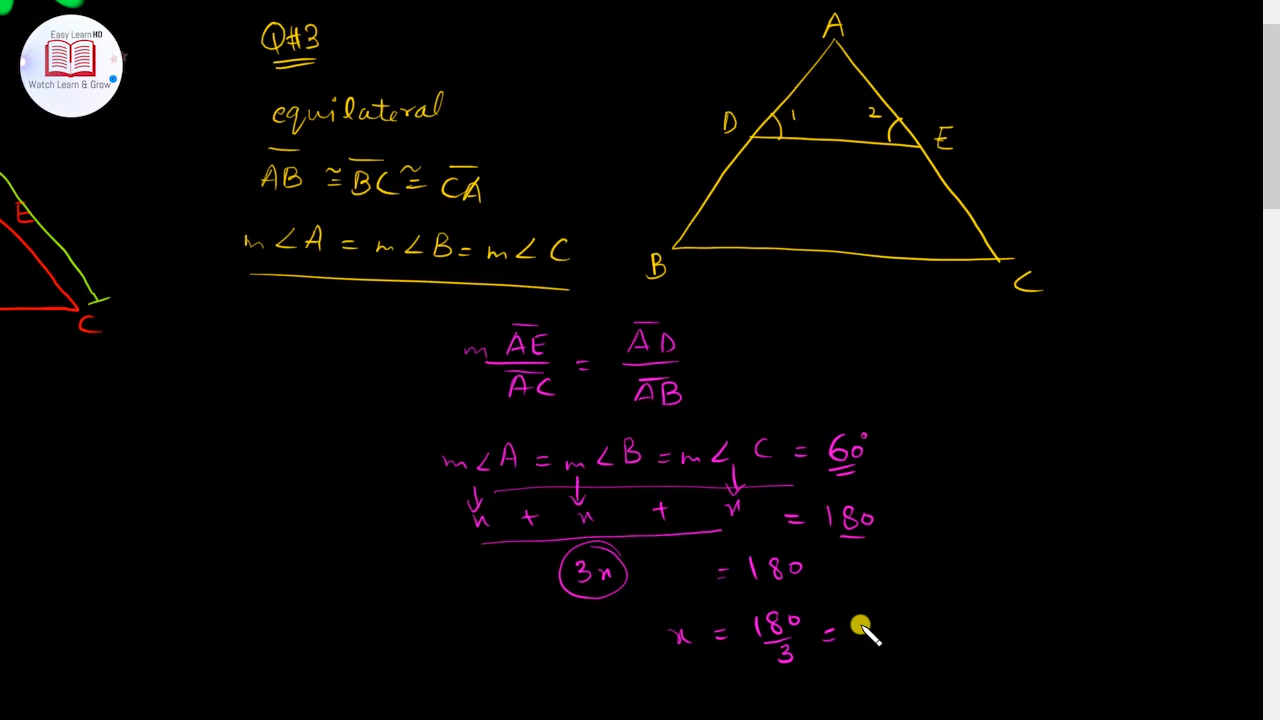 Easy Learn HD
Watch Learn & Grow
Q#3
equilateral
AB ≅ BC ≅ CA
m∠A = m∠B = m∠C
A
D 1 2 E
B C
E
C
m AE / AC = AD / AB
m∠A = m∠B = m∠C = 60°
x + x + x = 180
3x = 180
x = 180/3 =